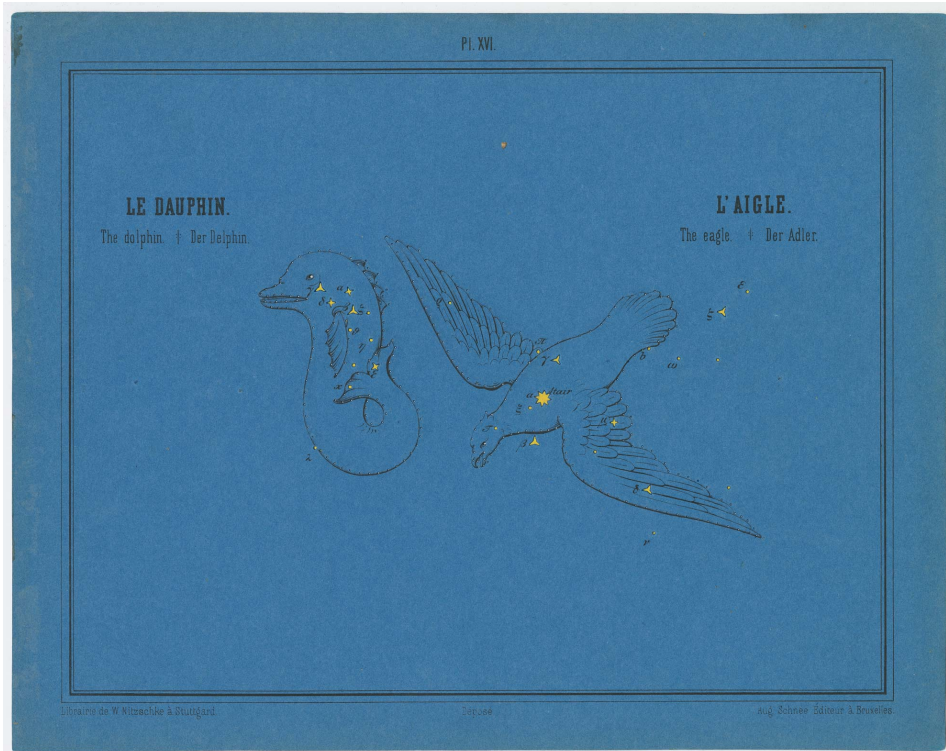 Pl. XVI.
LE DAUPHIN.
The dolphin. † Der Delphin.
L'AIGLE.
The eagle. † Der Adler.
Librairie de W. Nitzschke à Stuttgard.
Déposé.
Aug. Schnée Éditeur à Bruxelles.